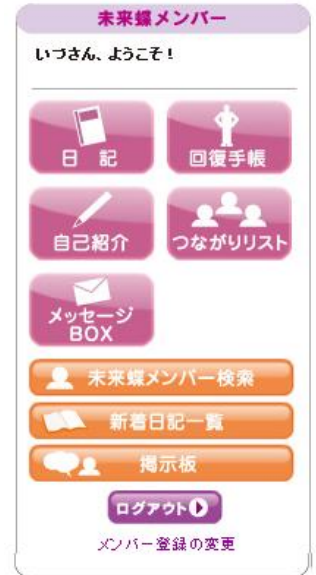 未来蝶メンバー
いづさん、ようこそ！
日 記
回復手帳
自己紹介
つながりリスト
メッセージ
BOX
未来蝶メンバー検索
新着日記一覧
掲示板
ログアウト
メンバー登録の変更